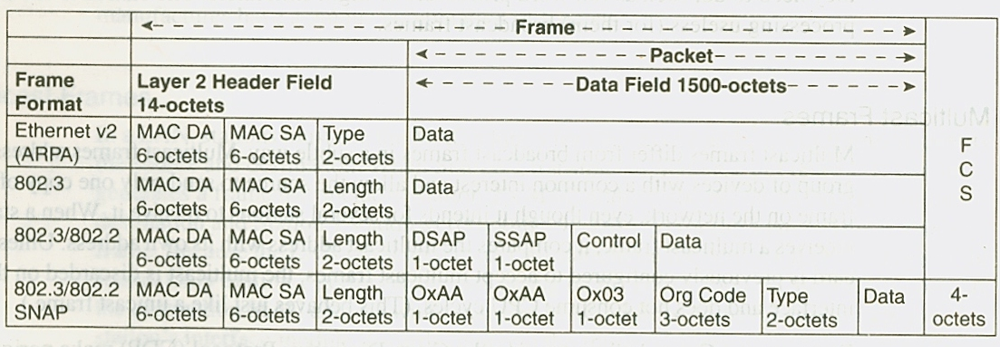 Frame
Packet
Frame Format
Layer 2 Header Field 14-octets
Data Field 1500-octets
Ethernet v2 (ARPA)
MAC DA 6-octets
MAC SA 6-octets
Type 2-octets
Data
F C S
802.3
MAC DA 6-octets
MAC SA 6-octets
Length 2-octets
Data
802.3/802.2
MAC DA 6-octets
MAC SA 6-octets
Length 2-octets
DSAP 1-octet
SSAP 1-octet
Control 1-octet
Data
802.3/802.2 SNAP
MAC DA 6-octets
MAC SA 6-octets
Length 2-octets
OxAA 1-octet
OxAA 1-octet
Ox03 1-octet
Org Code 3-octets
Type 2-octets
Data
4-octets
Multicast Frames